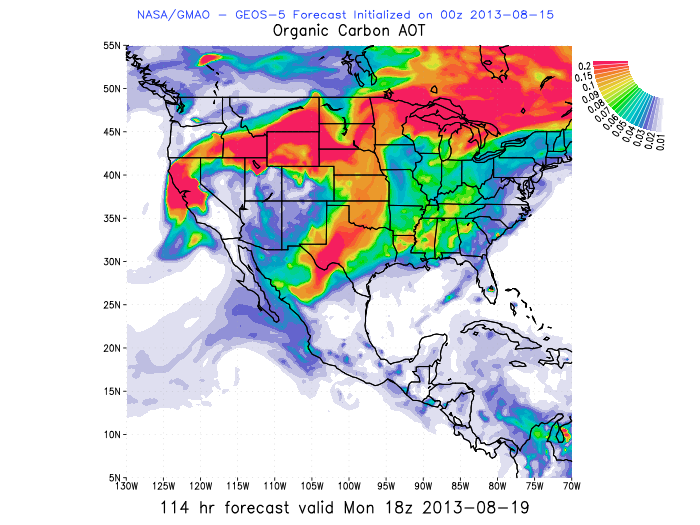 NASA/GMAO - GEOS-5 Forecast Initialized on 00z 2013-08-15
Organic Carbon AOT
55N
50N
45N
40N
35N
30N
25N
20N
15N
10N
5N
130W 125W 120W 115W 110W 105W 100W 95W 90W 85W 80W 75W 70W
0.2
0.15
0.1
0.09
0.08
0.07
0.06
0.05
0.04
0.03
0.02
0.01
114 hr forecast valid Mon 18z 2013-08-19